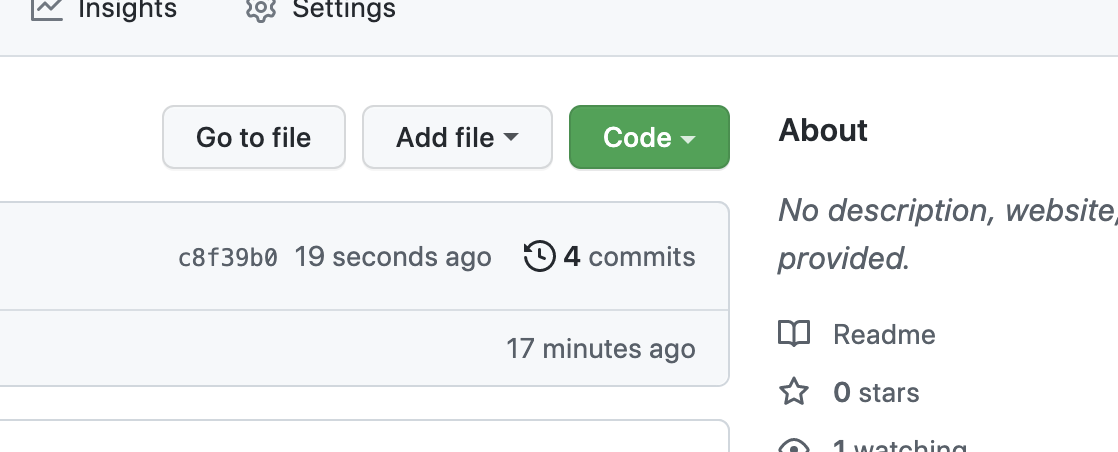 Insights Settings
Go to file Add file Code
About
No description, website,
provided.
c8f39b0 19 seconds ago 4 commits
17 minutes ago
Readme
0 stars
1 watching